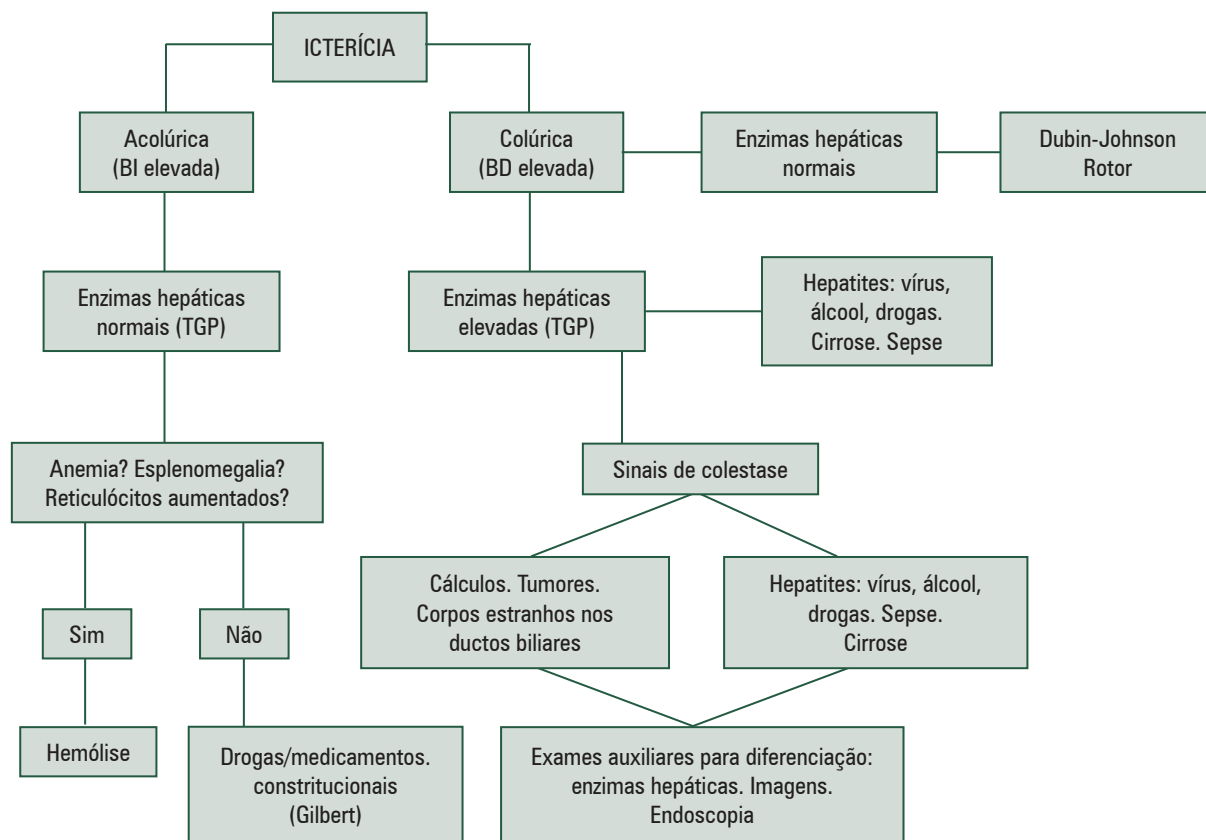 ICTERÍCIA
Acolúrica
(BI elevada)
Colúrica
(BD elevada)
Enzimas hepáticas
normais
Dubin-Johnson
Rotor
Enzimas hepáticas
normais (TGP)
Enzimas hepáticas
elevadas (TGP)
Hepatites: vírus,
álcool, drogas.
Cirrose. Sepse
Anemia? Esplenomegalia?
Reticulócitos aumentados?
Sinais de colestase
Sim
Não
Cálculos. Tumores.
Corpos estranhos nos
ductos biliares
Hepatites: vírus, álcool,
drogas. Sepse.
Cirrose
Hemólise
Drogas/medicamentos.
constritucionais
(Gilbert)
Exames auxiliares para diferenciação:
enzimas hepáticas. Imagens.
Endoscopia